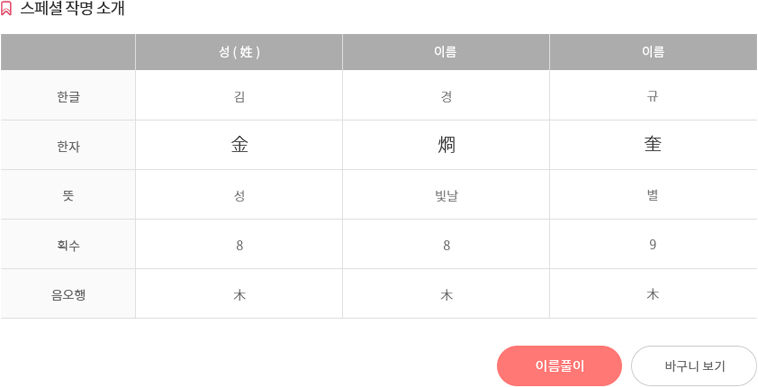 스페셜 작명 소개
성 ( 姓 ) 이름 이름
한글 김 경 규
한자 金 烱 奎
뜻 성 빛날 별
획수 8 8 9
음오행 木 木 木
이름풀이 바구니 보기